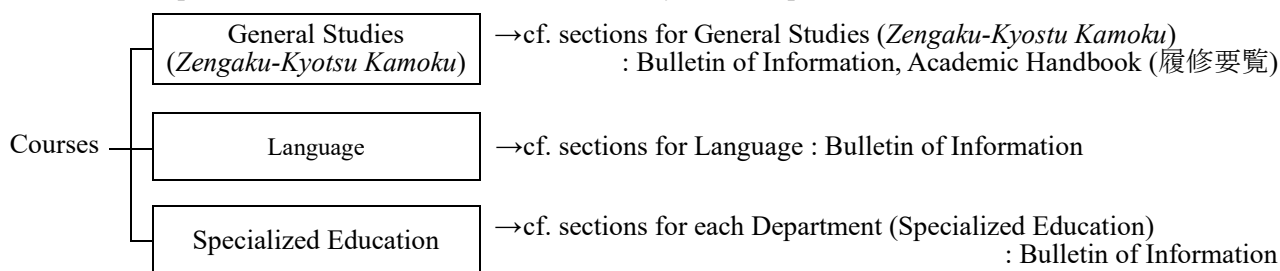 General Studies
(Zengaku-Kyotsu Kamoku)
→cf. sections for General Studies (Zengaku-Kyostu Kamoku)
: Bulletin of Information, Academic Handbook (履修要覧)
Courses
Language
→cf. sections for Language : Bulletin of Information
Specialized Education
→cf. sections for each Department (Specialized Education)
: Bulletin of Information